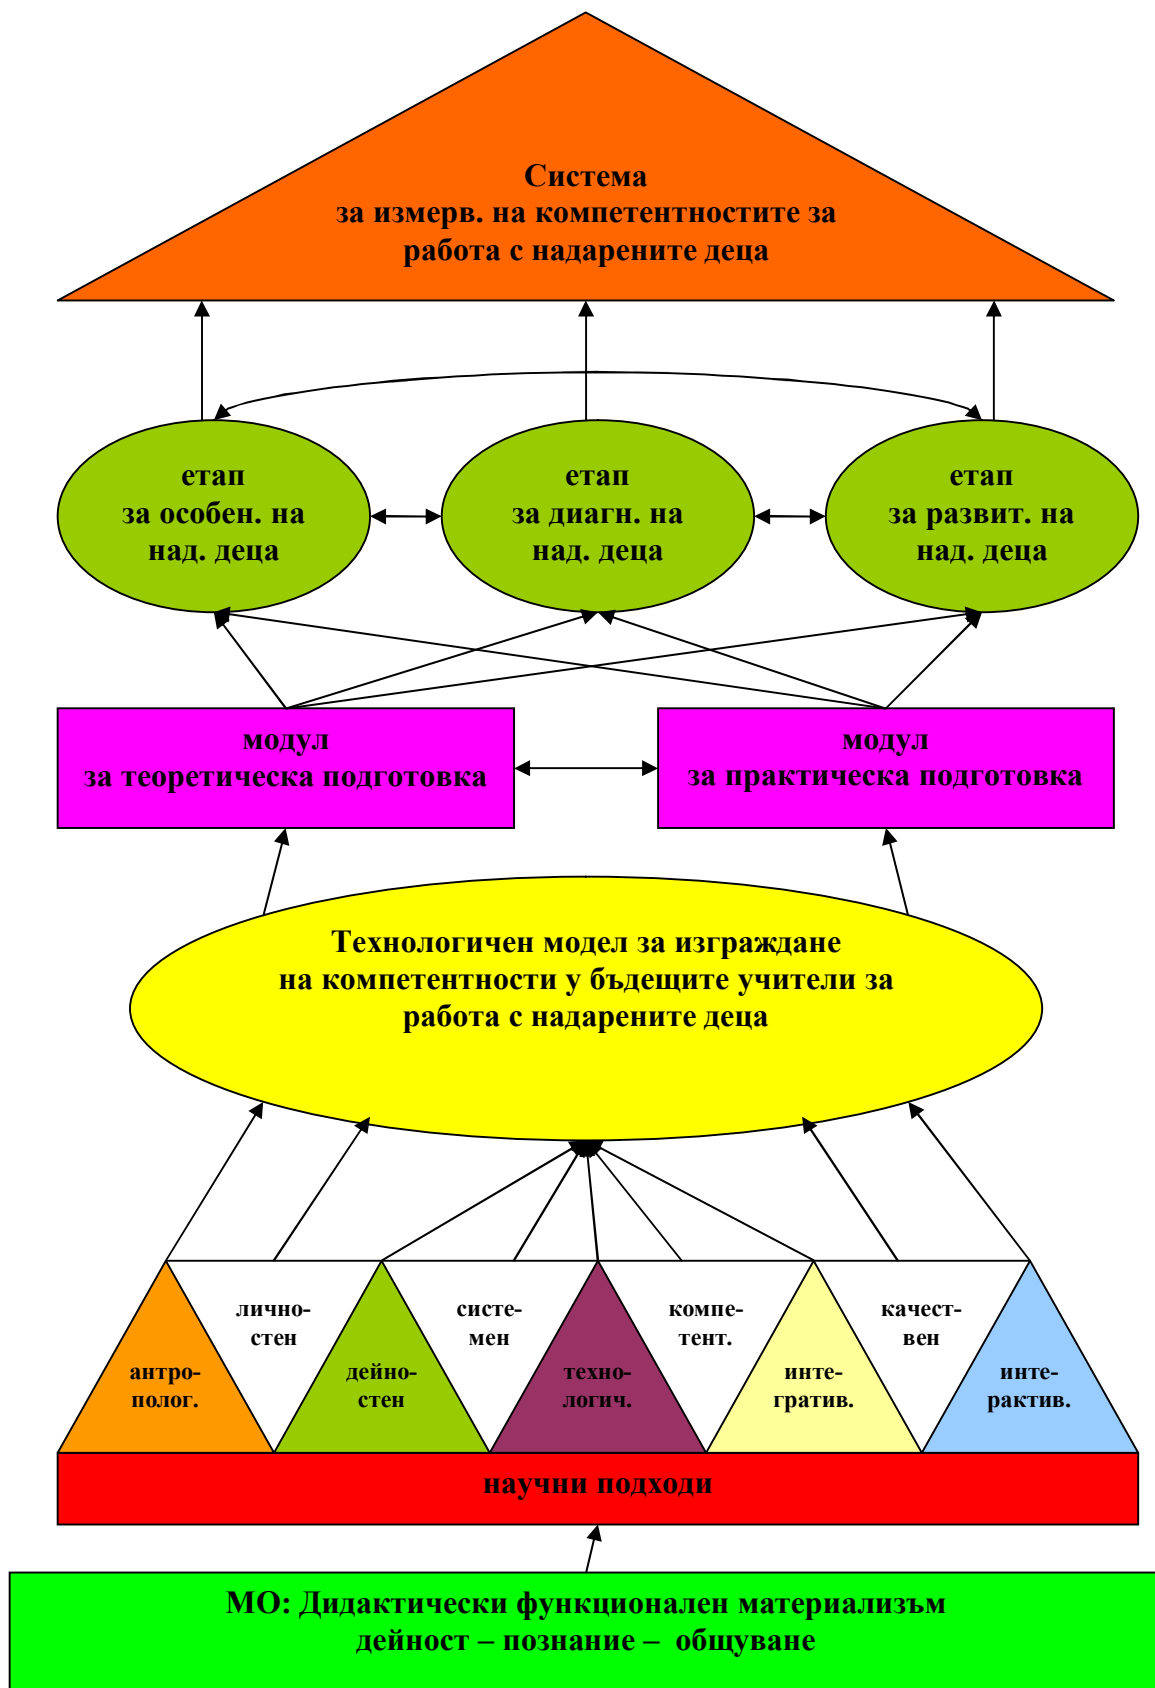 Система
за измерв. на компетентностите за
работа с надарените деца
етап
за особен. на
над. деца
етап
за диагн. на
над. деца
етап
за развит. на
над. деца
модул
за теоретическа подготовка
модул
за практическа подготовка
Технологичен модел за изграждане
на компетентности у бъдещите учители за
работа с надарените деца
антро-
полог.
лично-
стен
дейно-
стен
систе-
мен
техно-
логич.
компе-
тент.
инте-
гратив.
качест-
вен
инте-
рактив.
научни подходи
МО: Дидактически функционален материализъм
дейност – познание – общуване